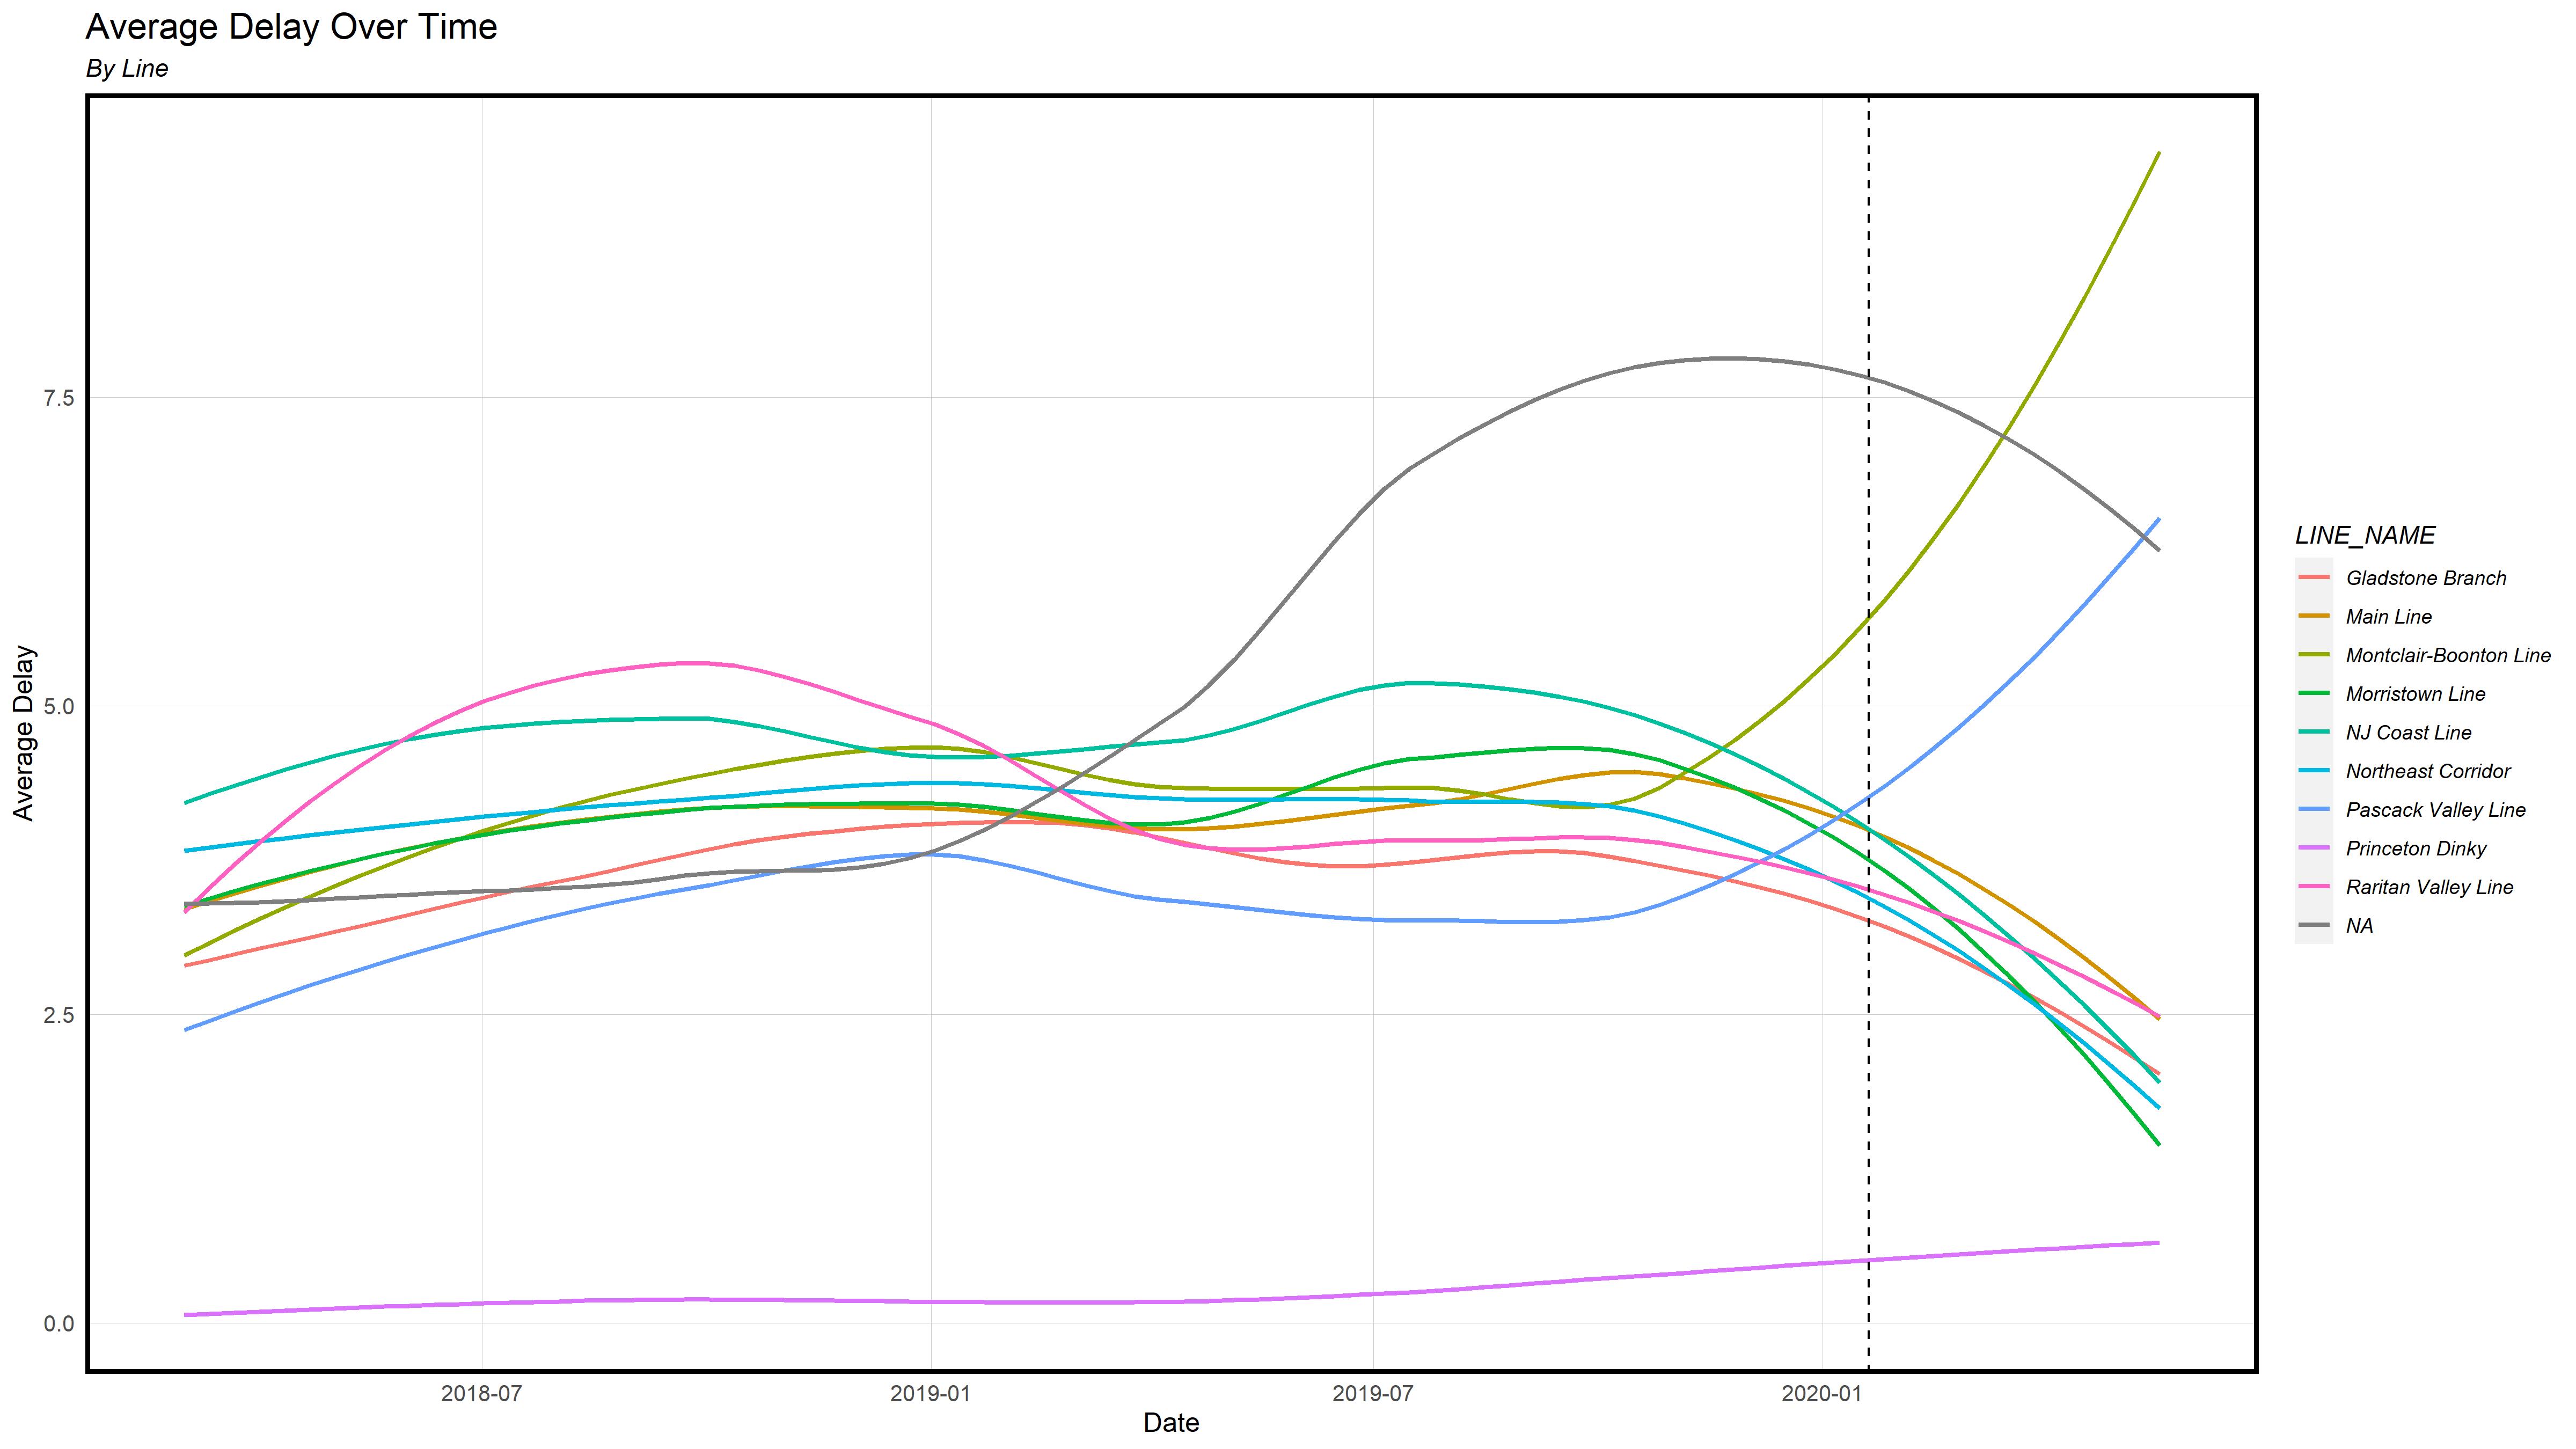 Average Delay Over Time
By Line
Average Delay
7.5
5.0
2.5
0.0
2018-07
2019-01
2019-07
2020-01
Date
LINE_NAME
Gladstone Branch
Main Line
Montclair-Boonton Line
Morristown Line
NJ Coast Line
Northeast Corridor
Pascack Valley Line
Princeton Dinky
Raritan Valley Line
NA